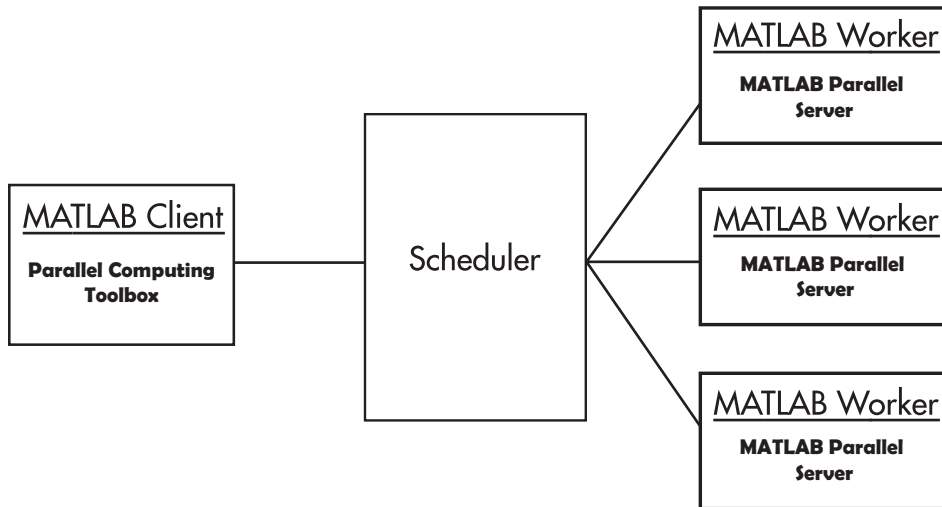 MATLAB Client
Parallel Computing
Toolbox
Scheduler
MATLAB Worker
MATLAB Parallel
Server
MATLAB Worker
MATLAB Parallel
Server
MATLAB Worker
MATLAB Parallel
Server